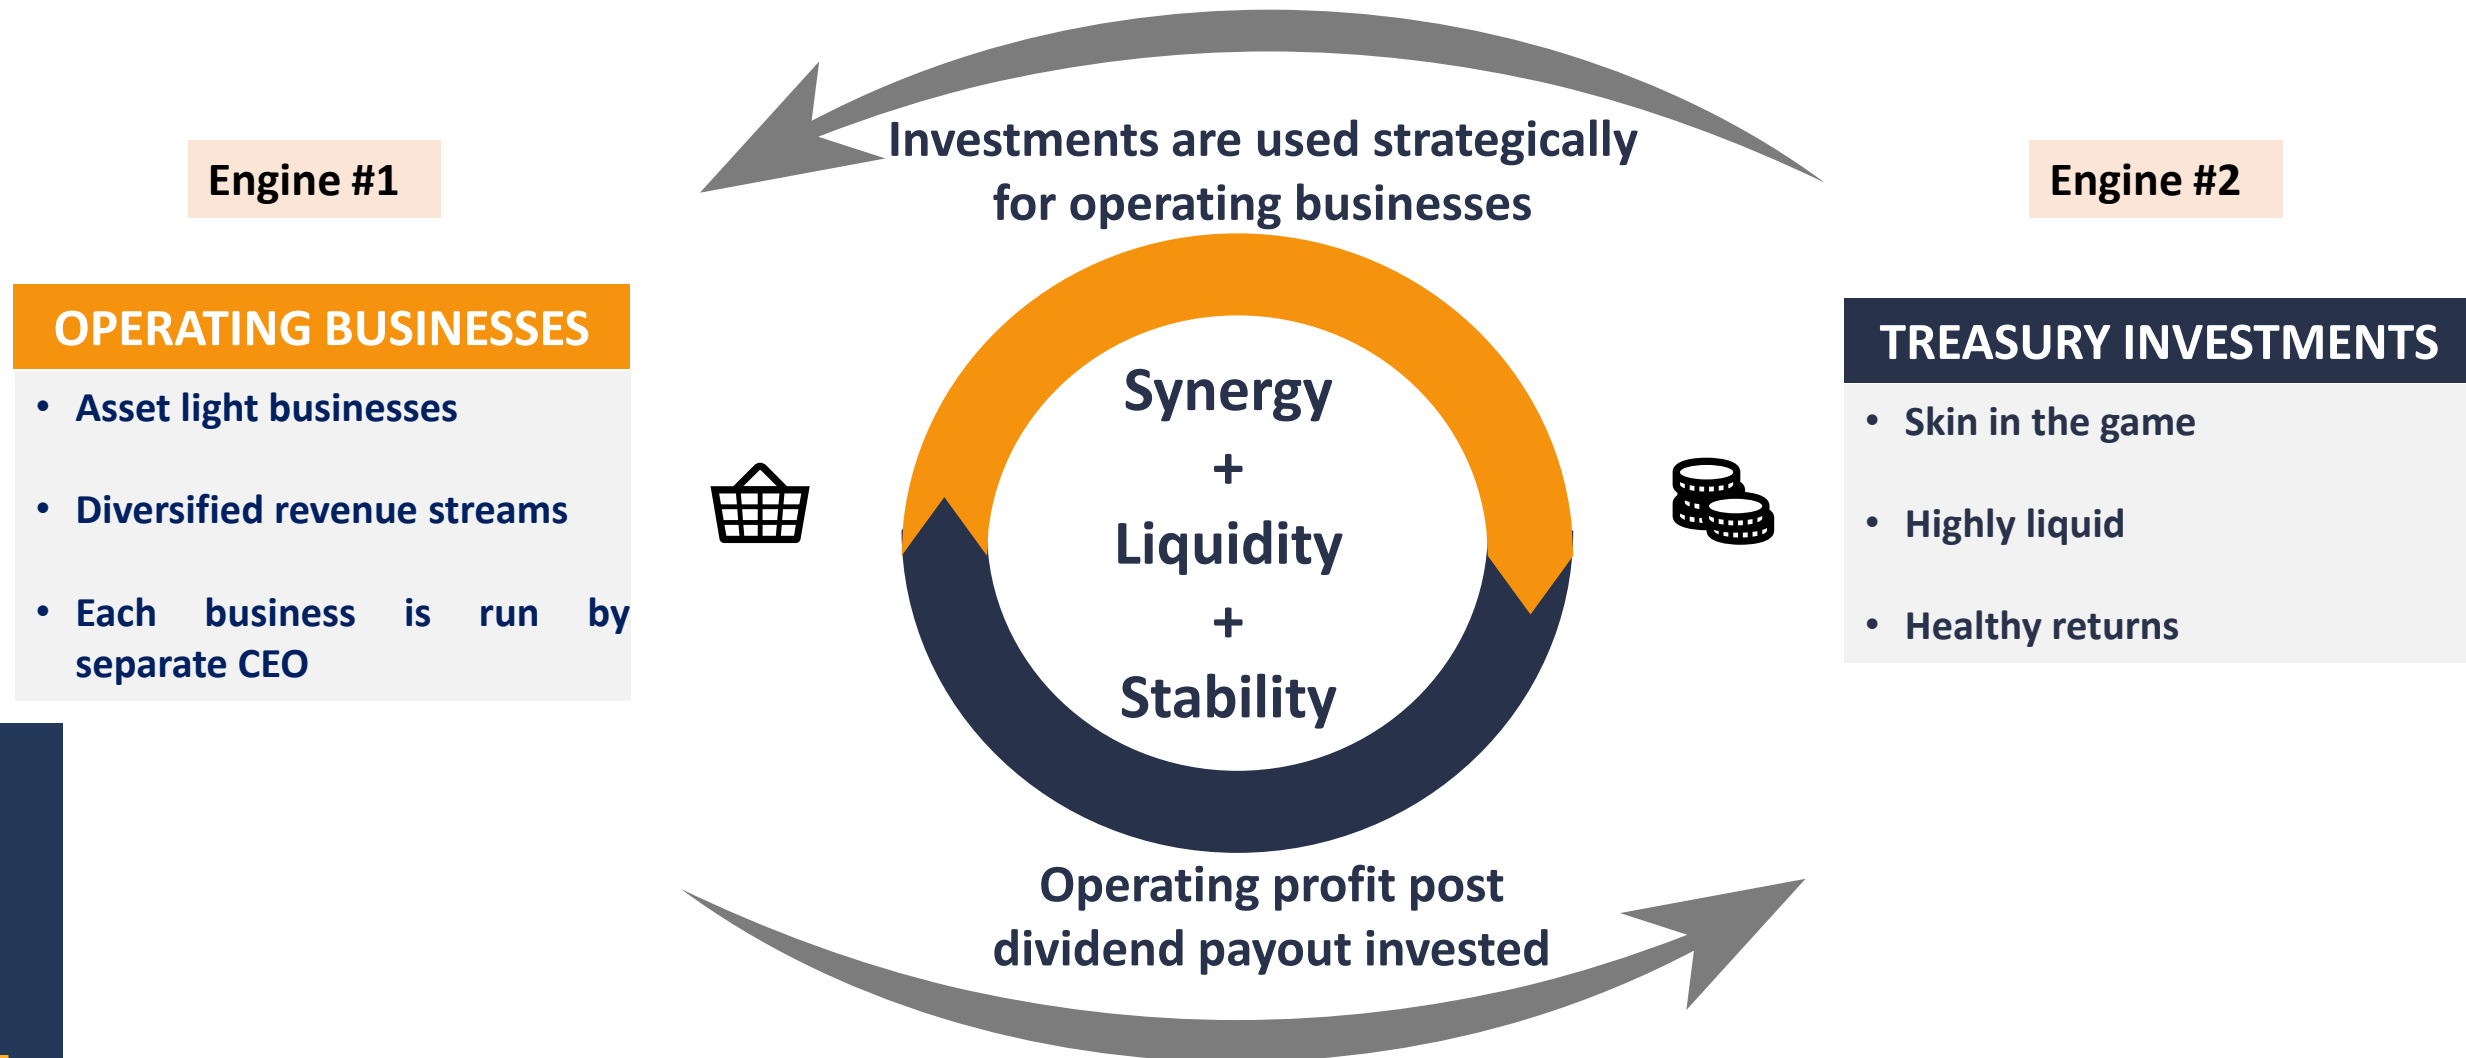 Investments are used strategically
for operating businesses
Engine #1
Engine #2
OPERATING BUSINESSES
• Asset light businesses
• Diversified revenue streams
• Each business is run by
separate CEO
Synergy
+
Liquidity
+
Stability
TREASURY INVESTMENTS
• Skin in the game
• Highly liquid
• Healthy returns
Operating profit post
dividend payout invested